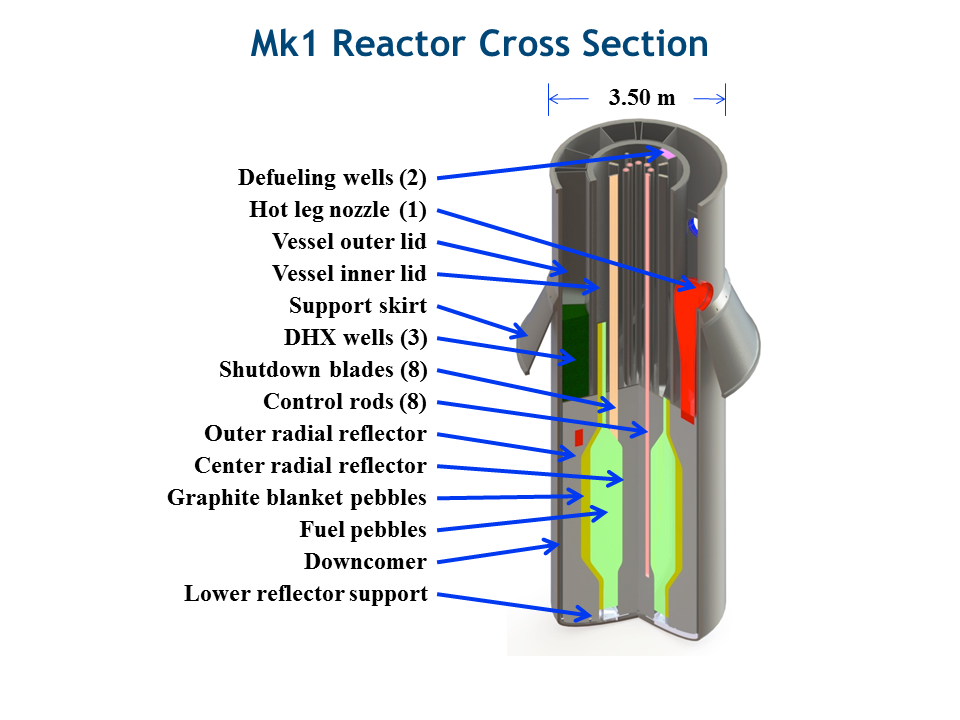 Mk1 Reactor Cross Section
3.50 m
Defueling wells (2)
Hot leg nozzle (1)
Vessel outer lid
Vessel inner lid
Support skirt
DHX wells (3)
Shutdown blades (8)
Control rods (8)
Outer radial reflector
Center radial reflector
Graphite blanket pebbles
Fuel pebbles
Downcomer
Lower reflector support